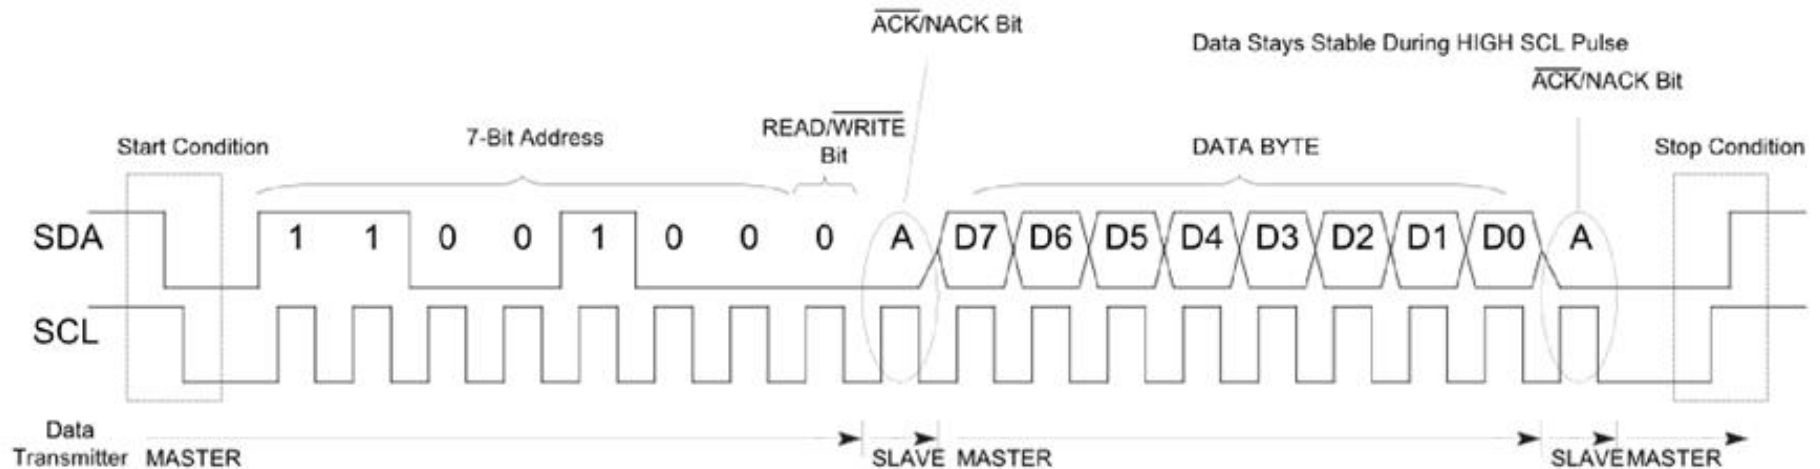 ACK/NACK Bit
Data Stays Stable During HIGH SCL Pulse
ACK/NACK Bit
READ/WRITE
Bit
7-Bit Address
Start Condition
DATA BYTE
Stop Condition
SDA 1 1 0 0 1 0 0 0 A D7 D6 D5 D4 D3 D2 D1 D0 A
SCL
Data
Transmitter MASTER SLAVE MASTER SLAVE MASTER